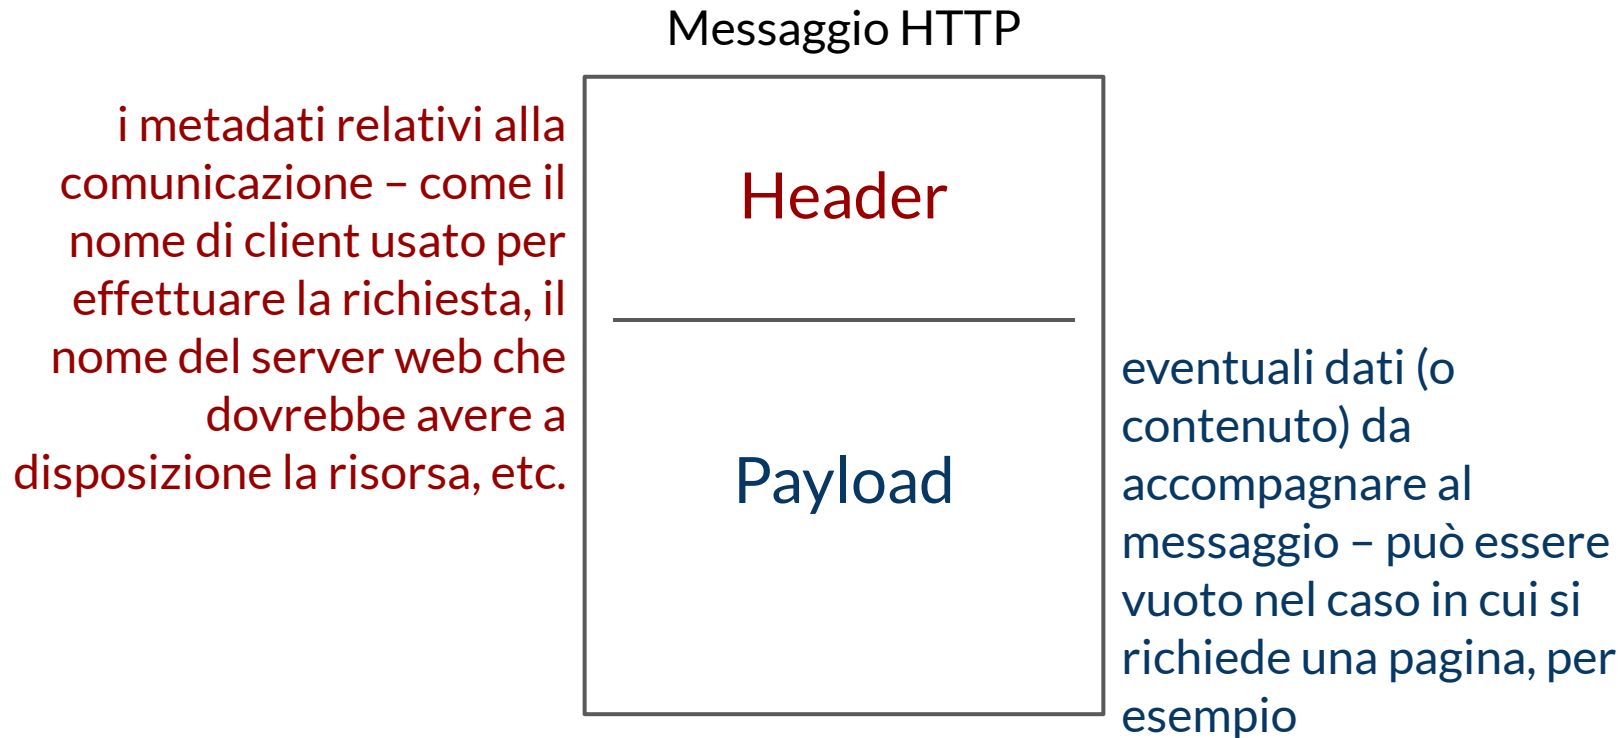 Messaggio HTTP
i metadati relativi alla
comunicazione – come il
nome di client usato per
effettuare la richiesta, il
nome del server web che
dovrebbe avere a
disposizione la risorsa, etc.
Header
Payload
eventuali dati (o
contenuto) da
accompagnare al
messaggio – può essere
vuoto nel caso in cui si
richiede una pagina, per
esempio